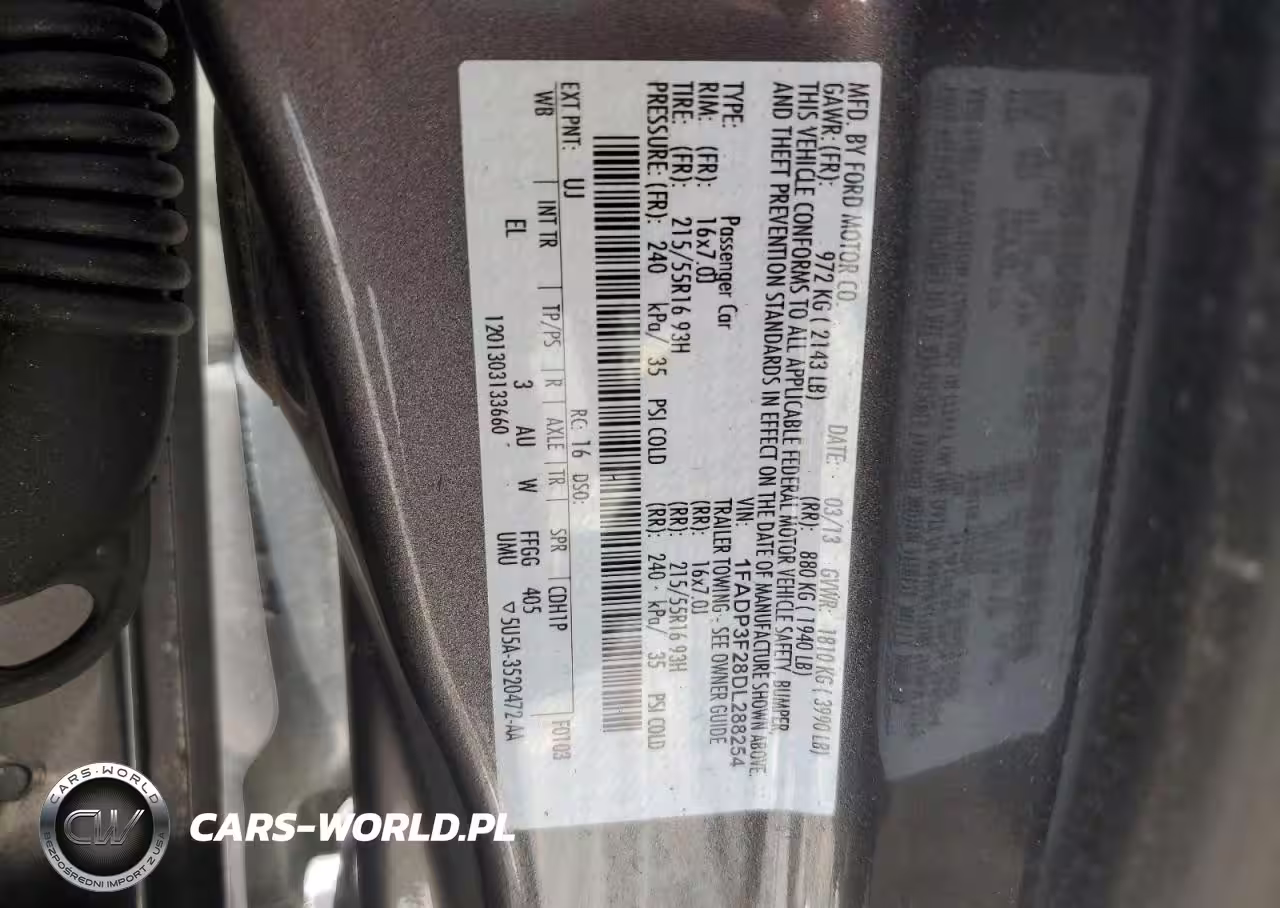 MFD. BY FORD MOTOR CO.
DATE: 03/13 GVWR: 1810 KG ( 3990 LB)
GAWR: (FR): 972 KG ( 2143 LB) (RR): 880 KG ( 1940 LB)
THIS VEHICLE CONFORMS TO ALL APPLICABLE FEDERAL MOTOR VEHICLE SAFETY, BUMPER,
AND THEFT PREVENTION STANDARDS IN EFFECT ON THE DATE OF MANUFACTURE SHOWN ABOVE.
VIN: 1FADP3F28DL288254
TYPE: Passenger Car TRAILER TOWING - SEE OWNER GUIDE
RIM: (FR): 16x7.0J (RR): 16x7.0J
TIRE: (FR): 215/55R16 93H (RR): 215/55R16 93H
PRESSURE: (FR): 240 kPa/ 35 PSI COLD (RR): 240 kPa/ 35 PSI COLD
EXT PNT: UJ RC: 16 DSO: F0103
WB | INT TR | TP/PS | R | AXLE | TR | SPR | CDH1P
EL 3 AU W FFGG 405
1201303133660 UMU ▽ 5U5A-3520472-AA
CARS-WORLD
CW
BEZPOŚREDNI IMPORT Z USA
CARS-WORLD.PL